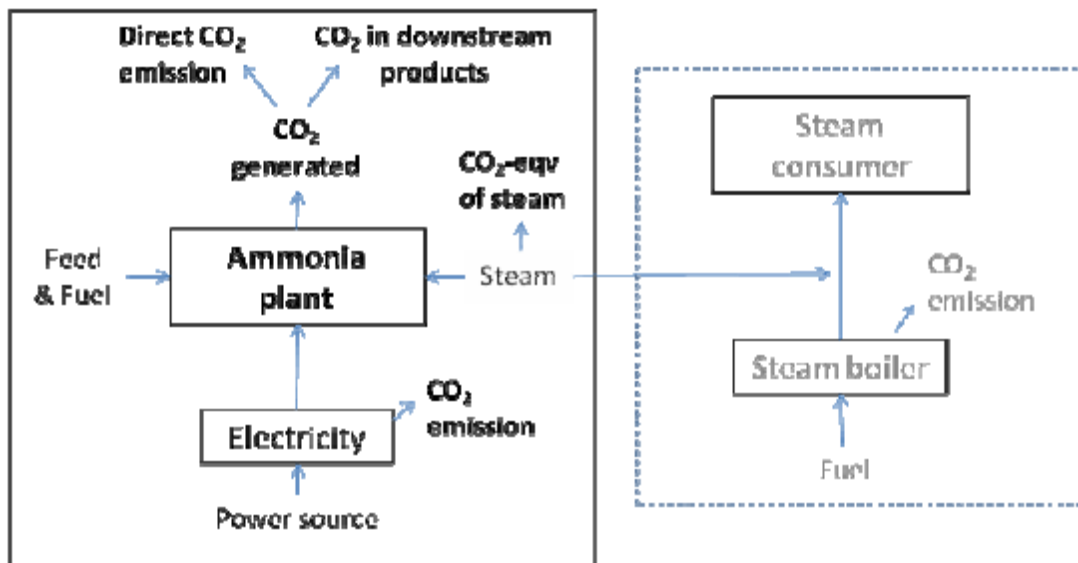 Direct CO₂
emission
CO₂ in downstream
products
CO₂
generated
CO₂-eqv
of steam
Feed
& Fuel
Ammonia
plant
Steam
Electricity
CO₂
emission
Power source
Steam
consumer
CO₂
emission
Steam boiler
Fuel